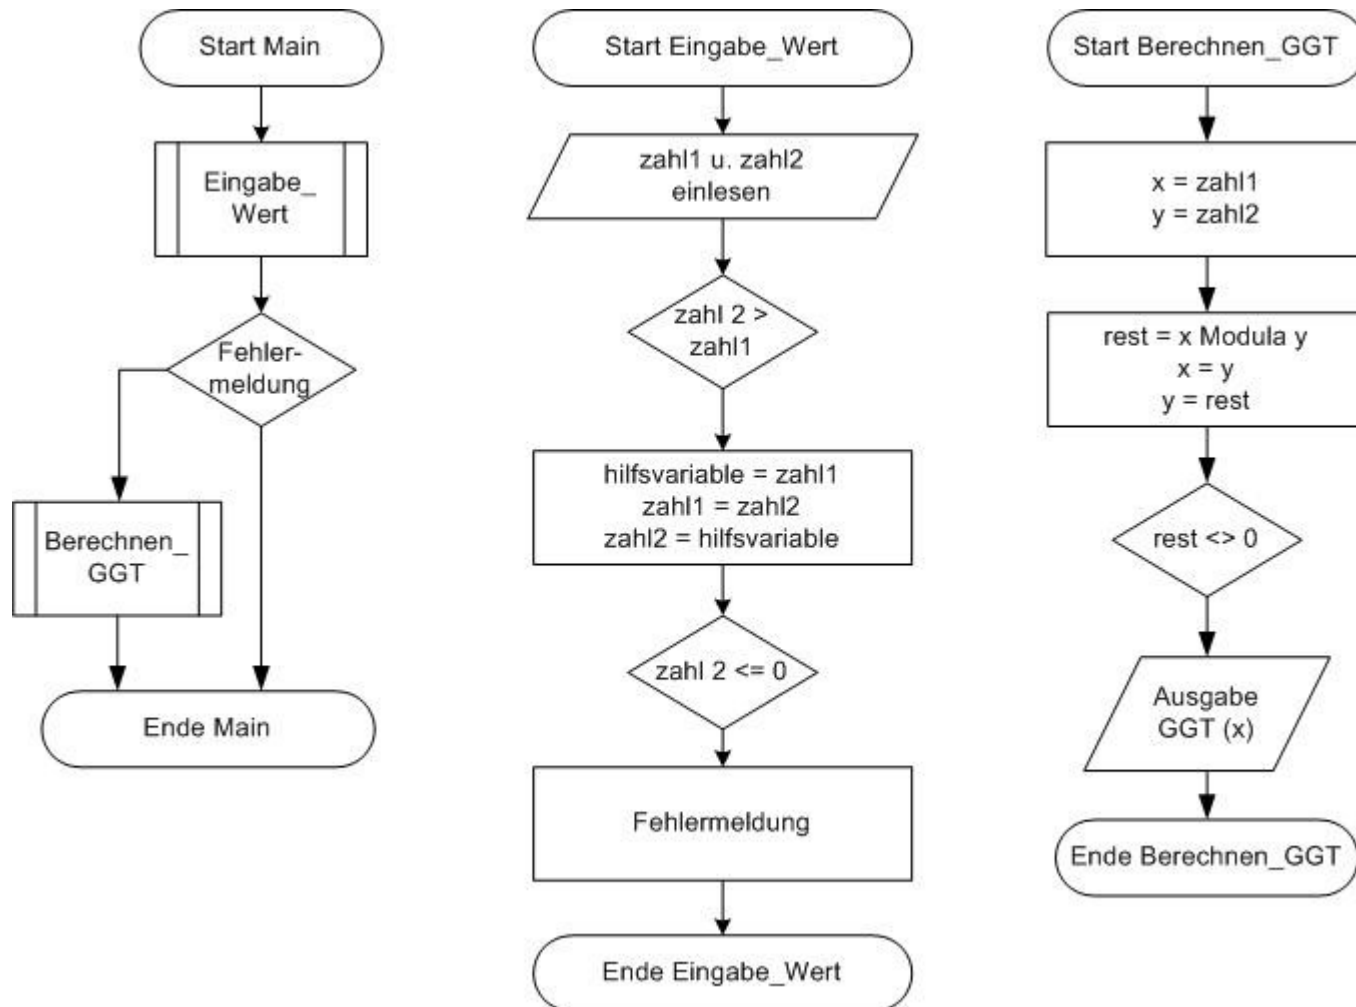 Start Main
Eingabe_
Wert
Fehler-
meldung
Berechnen_
GGT
Ende Main
Start Eingabe_Wert
zahl1 u. zahl2
einlesen
zahl 2 >
zahl1
hilfsvariable = zahl1
zahl1 = zahl2
zahl2 = hilfsvariable
zahl 2 <= 0
Fehlermeldung
Ende Eingabe_Wert
Start Berechnen_GGT
x = zahl1
y = zahl2
rest = x Modula y
x = y
y = rest
rest <> 0
Ausgabe
GGT (x)
Ende Berechnen_GGT